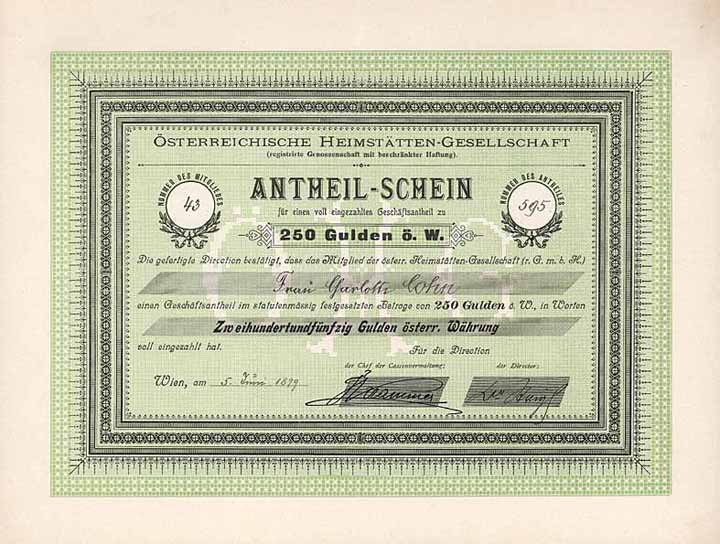 ÖSTERREICHISCHE HEIMSTÄTTEN-GESELLSCHAFT
(registrirte Genossenschaft mit beschränkter Haftung).
NUMMER DES MITGLIEDES
43
ANTHEIL-SCHEIN
NUMMER DES ANTHEILES
595
für einen voll eingezahlten Geschäftsantheil zu
250 Gulden ö. W.
Die gefertigte Direction bestätigt, dass das Mitglied der österr. Heimstätten-Gesellschaft (r. G. m. b. H.)
Frau Charlotte Cohn
einen Geschäftsantheil im statutenmässig festgesetzten Betrage von 250 Gulden ö. W., in Worten
Zweihundertundfünfzig Gulden österr. Währung
voll eingezahlt hat.
Für die Direction
der Chef der Cassenverwaltung:
der Director:
Wien, am 5. Juni 1899